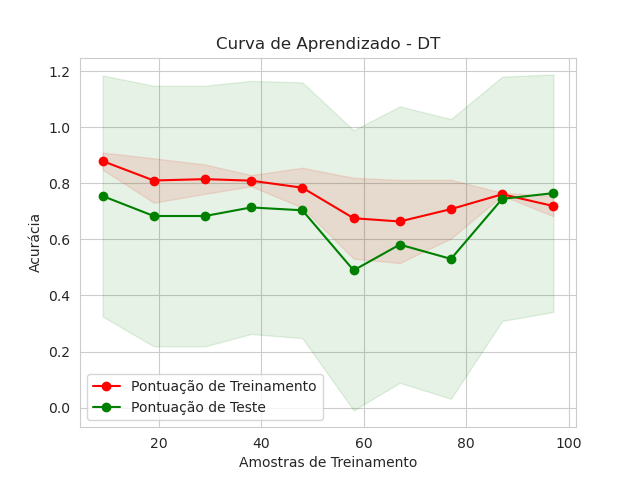 Curva de Aprendizado - DT
1.2
1.0
0.8
0.6
0.4
0.2
0.0
Acurácia
Pontuação de Treinamento
Pontuação de Teste
20
40
60
80
100
Amostras de Treinamento